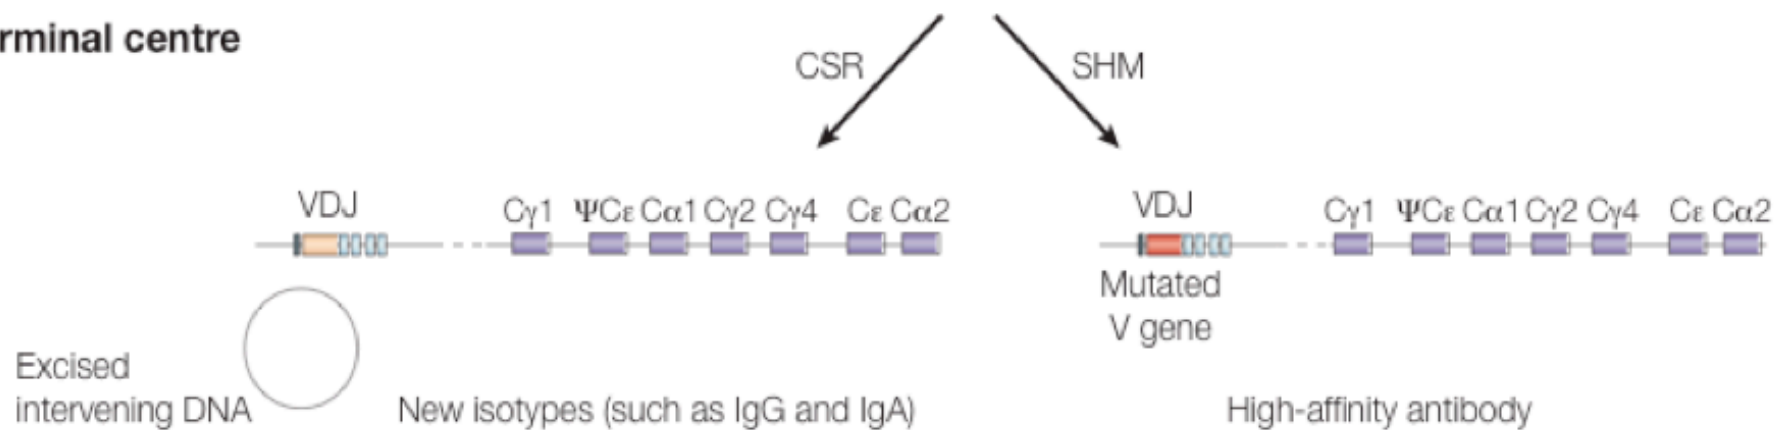 rminal centre
CSR
SHM
VDJ
Cγ1 ΨCε Cα1 Cγ2 Cγ4 Cε Cα2
VDJ
Cγ1 ΨCε Cα1 Cγ2 Cγ4 Cε Cα2
Mutated
V gene
Excised
intervening DNA
New isotypes (such as IgG and IgA)
High-affinity antibody